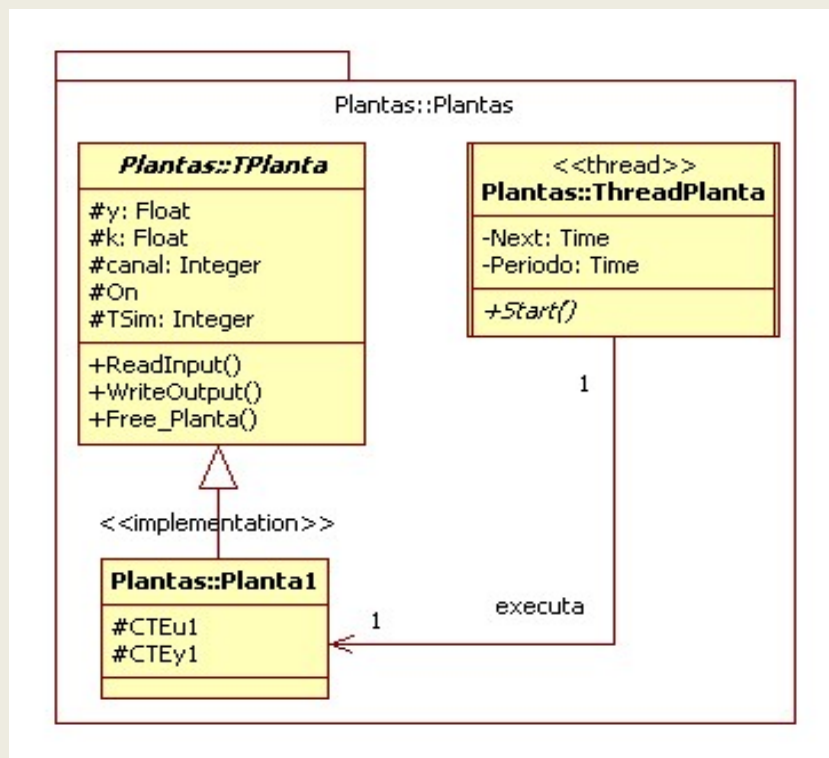 Plantas::Plantas
Plantas::TPlanta
#y: Float
#k: Float
#canal: Integer
#On
#TSim: Integer
+ReadInput()
+WriteOutput()
+Free_Planta()
<<thread>>
Plantas::ThreadPlanta
-Next: Time
-Periodo: Time
+Start()
1
<<implementation>>
Plantas::Planta1
#CTEu1
#CTEy1
1
executa